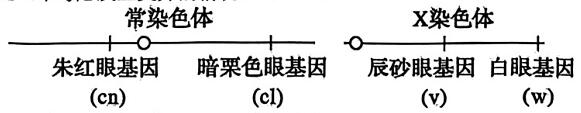 常染色体 X染色体
朱红眼基因 暗栗色眼基因 辰砂眼基因 白眼基因
(cn) (cl) (v) (w)